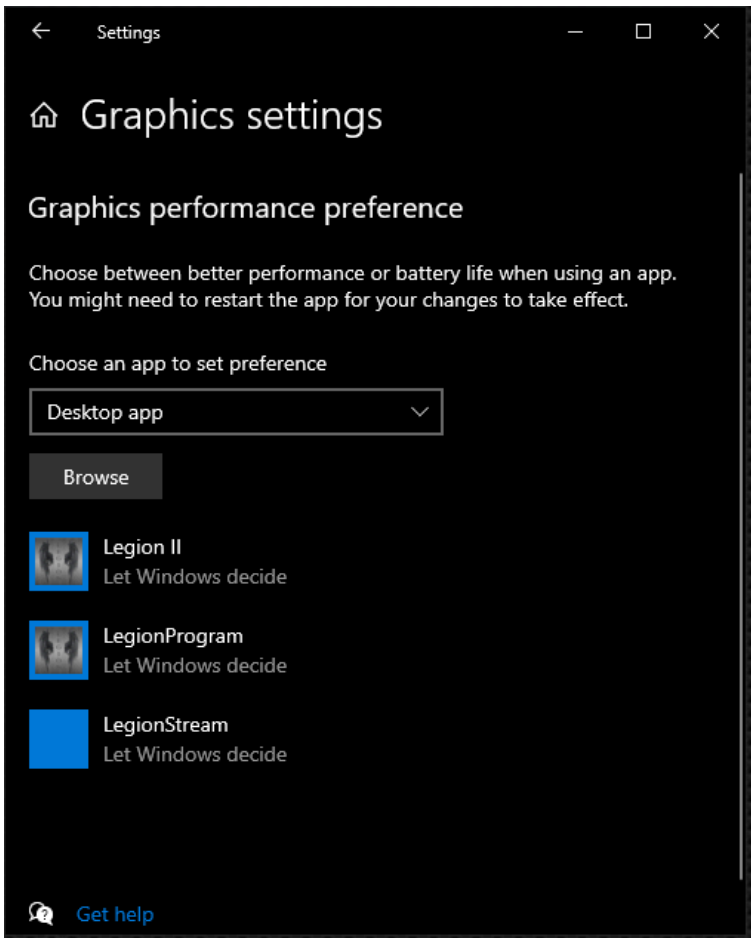 Settings
Graphics settings
Graphics performance preference
Choose between better performance or battery life when using an app.
You might need to restart the app for your changes to take effect.
Choose an app to set preference
Desktop app
Browse
Legion II
Let Windows decide
LegionProgram
Let Windows decide
LegionStream
Let Windows decide
Get help